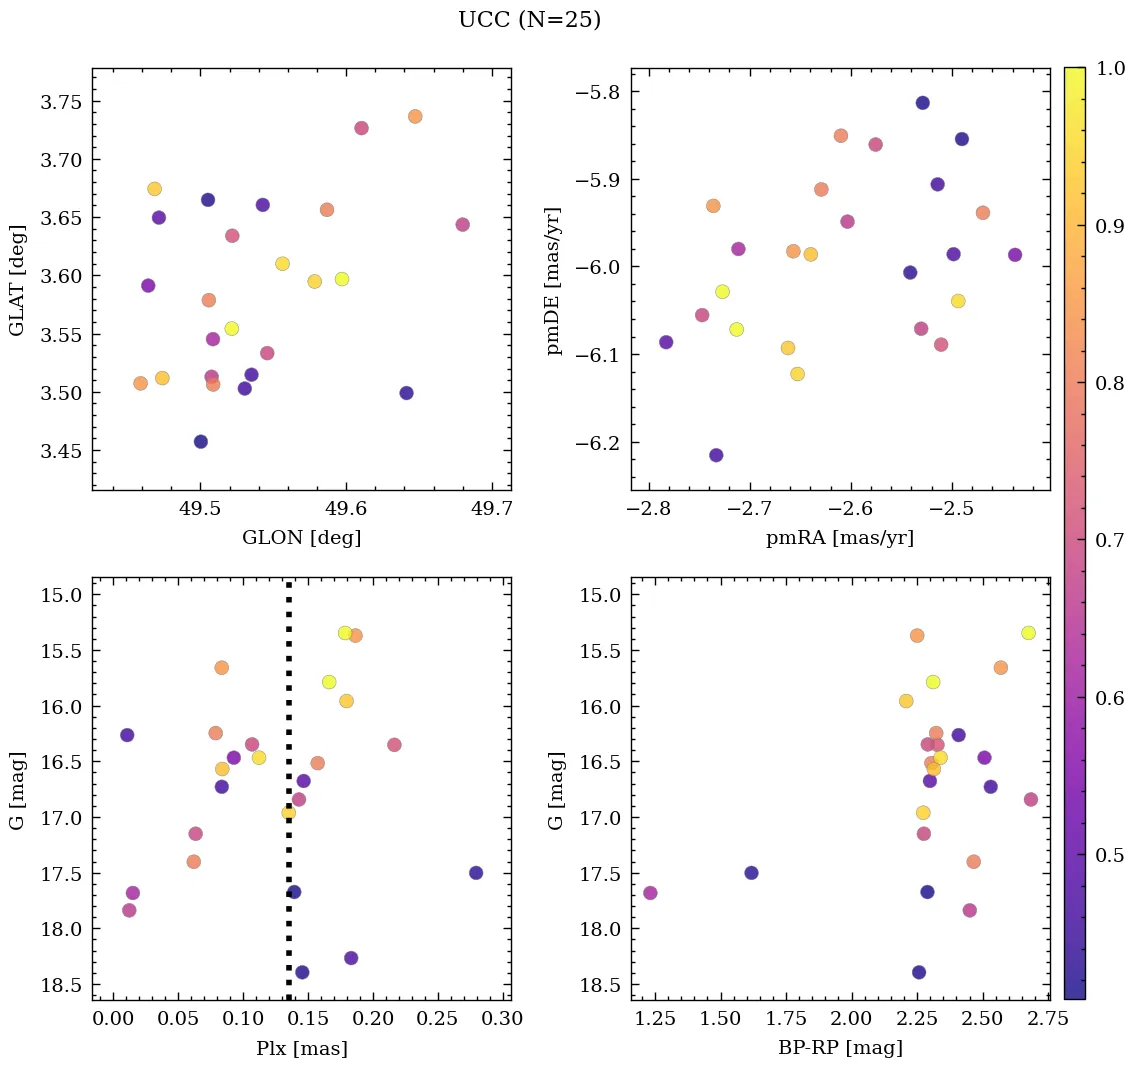 UCC (N=25)
3.75
3.70
3.65
3.60
3.55
3.50
3.45
GLAT [deg]
49.5 49.6 49.7
GLON [deg]
−5.8
−5.9
−6.0
−6.1
−6.2
pmDE [mas/yr]
−2.8 −2.7 −2.6 −2.5
pmRA [mas/yr]
1.0
0.9
0.8
0.7
0.6
0.5
15.0
15.5
16.0
16.5
17.0
17.5
18.0
18.5
G [mag]
0.00 0.05 0.10 0.15 0.20 0.25 0.30
Plx [mas]
15.0
15.5
16.0
16.5
17.0
17.5
18.0
18.5
G [mag]
1.25 1.50 1.75 2.00 2.25 2.50 2.75
BP-RP [mag]